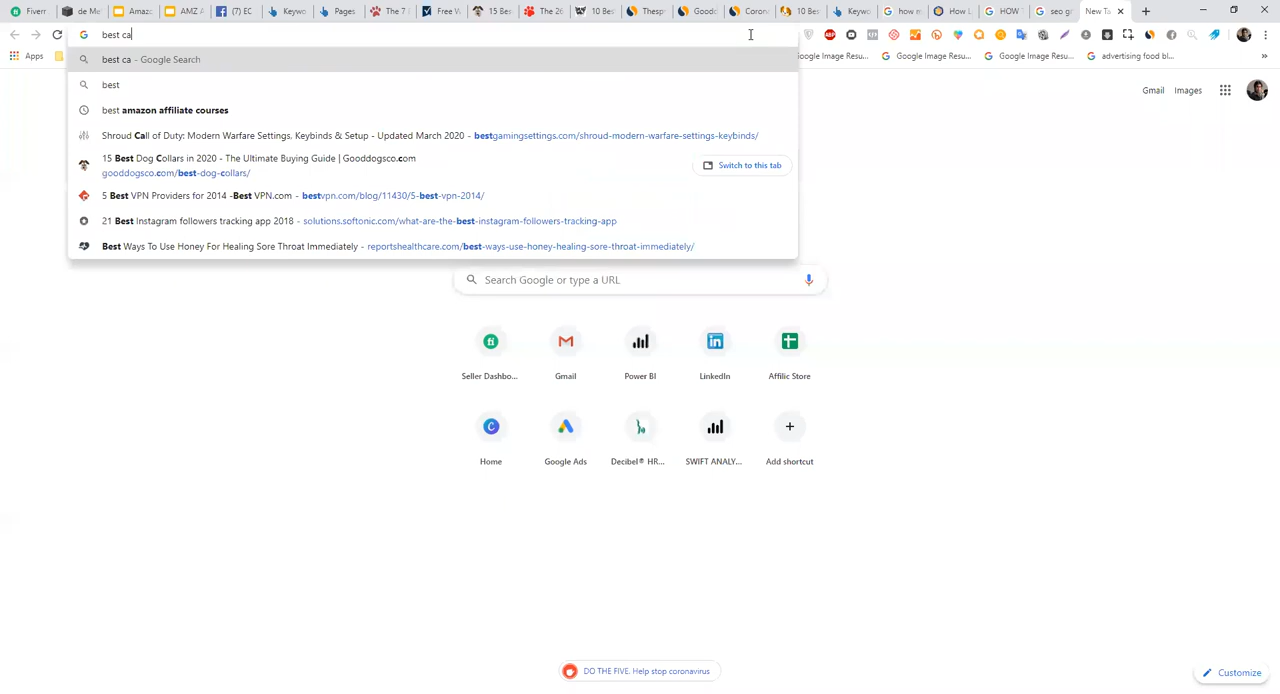 Fiverr
de Me
Amazo
AMZ A
(7) EC
Keywo
Pages
The 7
Free V
15 Bes
The 26
10 Bes
Thesp
Goodd
Coron
10 Bes
Keywo
how m
How L
HOW
seo g
New Ta
best ca
Apps
oogle Image Resu...
Google Image Resu...
Google Image Resu...
advertising food bl...
best ca - Google Search
best
best amazon affiliate courses
Shroud Call of Duty: Modern Warfare Settings, Keybinds & Setup - Updated March 2020 - bestgamingsettings.com/shroud-modern-warfare-settings-keybinds/
15 Best Dog Collars in 2020 - The Ultimate Buying Guide | Gooddogsco.com
gooddogsco.com/best-dog-collars/
Switch to this tab
5 Best VPN Providers for 2014 -Best VPN.com - bestvpn.com/blog/11430/5-best-vpn-2014/
21 Best Instagram followers tracking app 2018 - solutions.softonic.com/what-are-the-best-instagram-followers-tracking-app
Best Ways To Use Honey For Healing Sore Throat Immediately - reportshealthcare.com/best-ways-use-honey-healing-sore-throat-immediately/
Gmail Images
Search Google or type a URL
Seller Dashbo... Gmail Power BI LinkedIn Affilic Store
Home Google Ads Decibel® HR... SWIFT ANALY... Add shortcut
DO THE FIVE. Help stop coronavirus
Customize